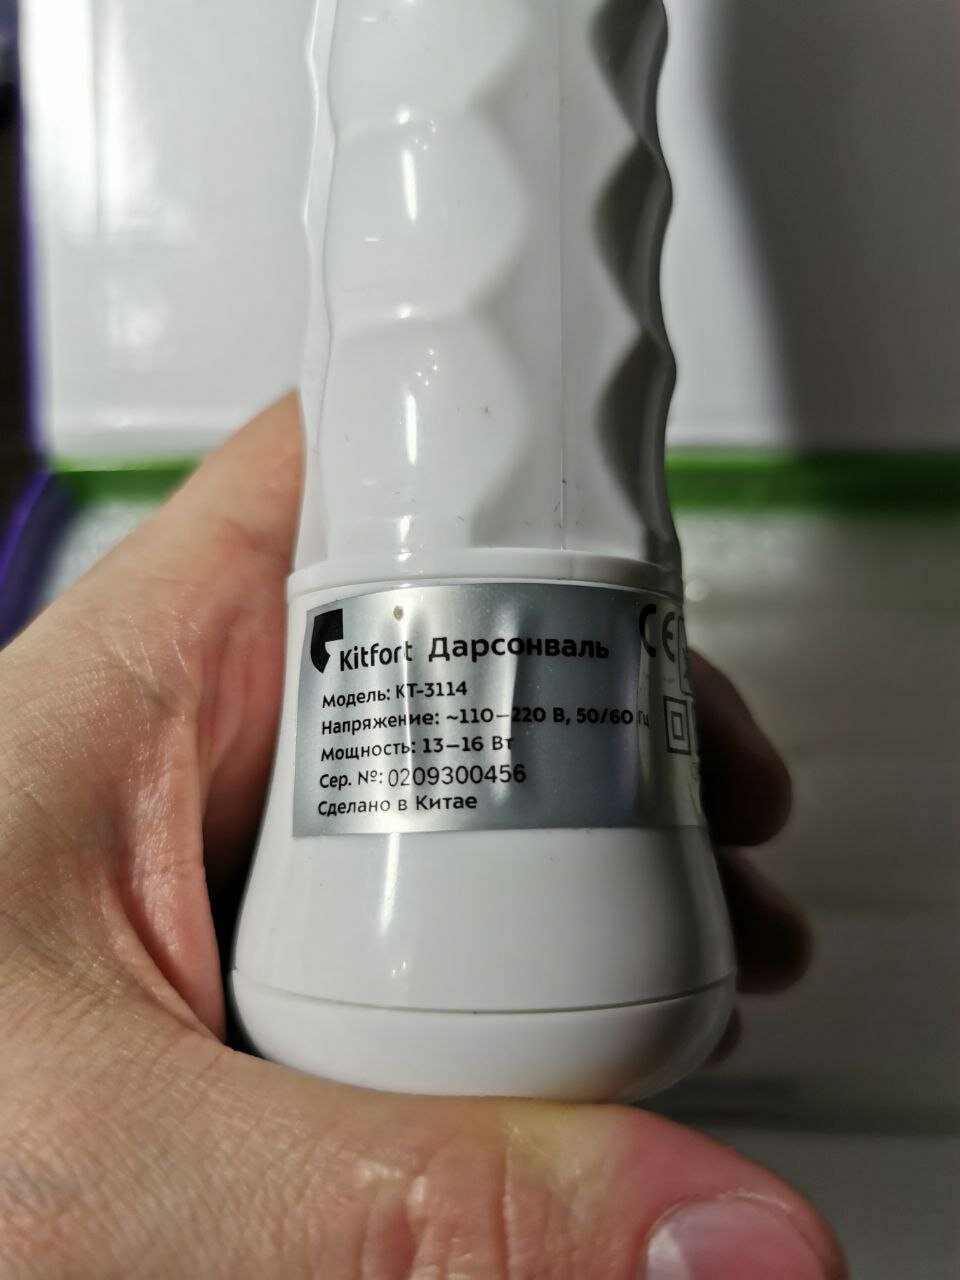 Kitfort Дарсонваль
Модель: КТ-3114
Напряжение: ~110–220 В, 50/60 Гц
Мощность: 13–16 Вт
Сер. №: 0209300456
Сделано в Китае
CE